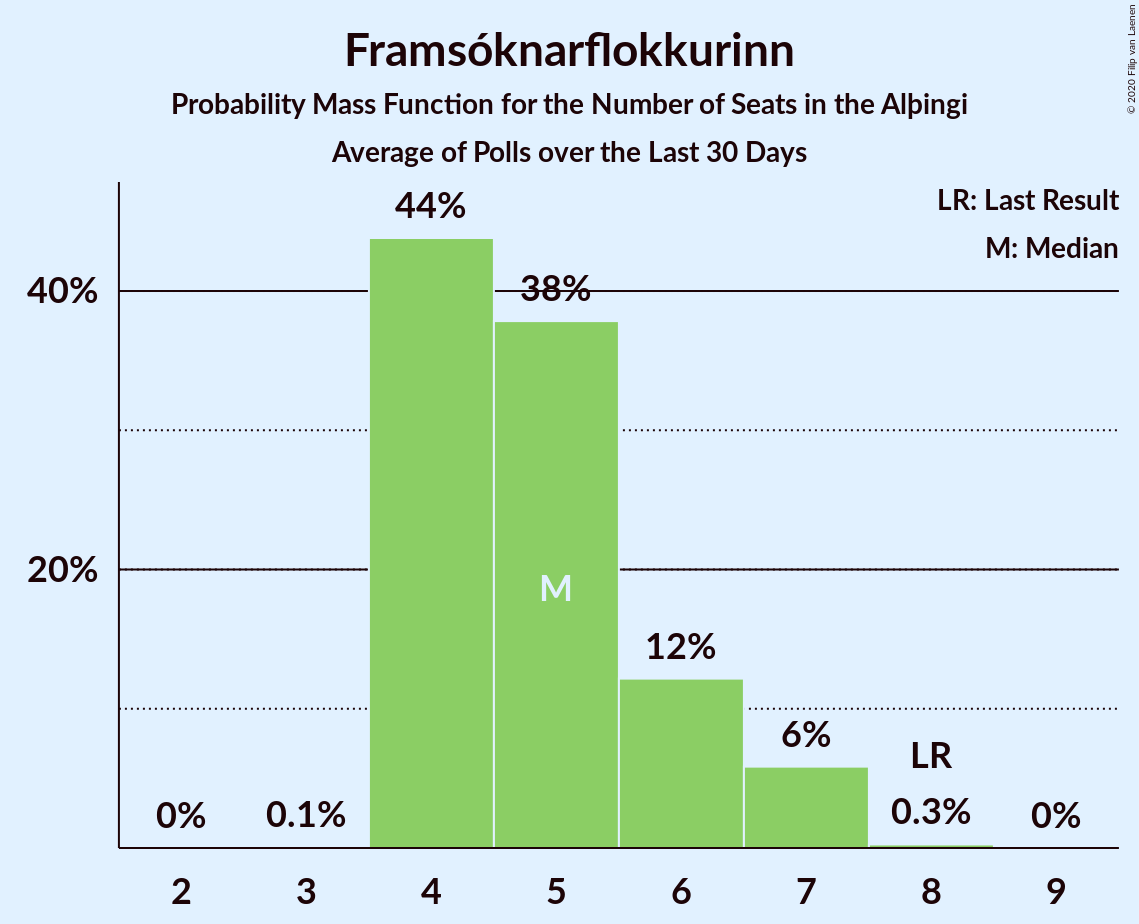 Framsóknarflokkurinn
Probability Mass Function for the Number of Seats in the Alþingi
Average of Polls over the Last 30 Days
© 2020 Filip van Laenen
LR: Last Result
M: Median
44%
40%
38%
20%
M
12%
6%
LR
0%
0.1%
0.3%
0%
2 3 4 5 6 7 8 9